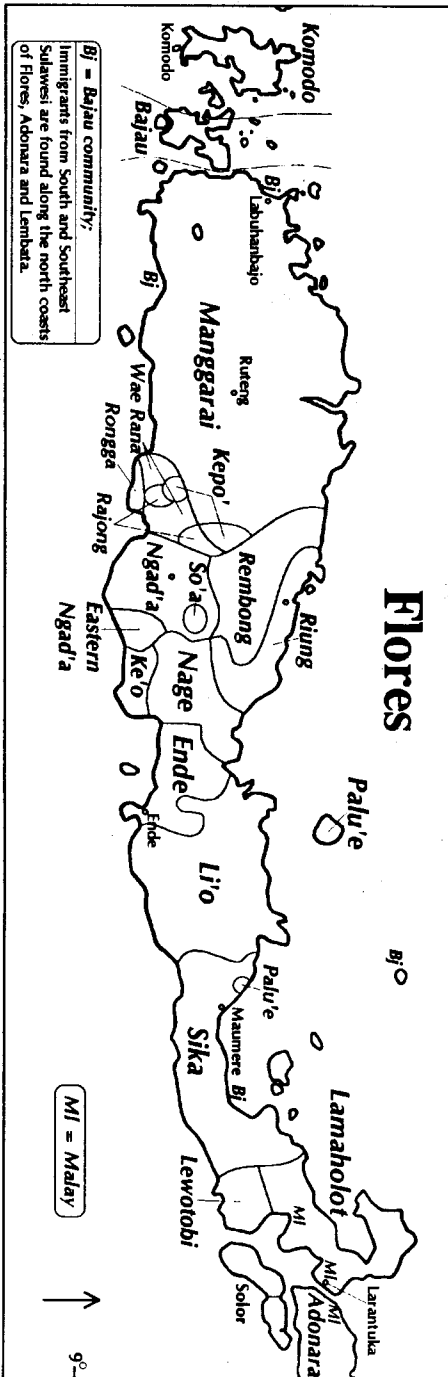 Flores
Komodo
Komodo
Bajau
Bj
Labuhanbajo
Bj
Manggarai
Ruteng
Kepo'
Wae Rana
Rongga
Rajong
Rembong
Riung
So'a
Ngad'a
Eastern
Ngad'a
Nage
Ke'o
Ende
Ende
Li'o
Palu'e
Bj
Palu'e
Maumere
Bj
Sika
Lamaholot
Lewotobi
Ml
Ml
Ml
Larantuka
Adonara
Solor
Bj = Bajau community;
Immigrants from South and Southeast
Sulawesi are found along the north coasts
of Flores, Adonara and Lembata.
Ml = Malay
9°